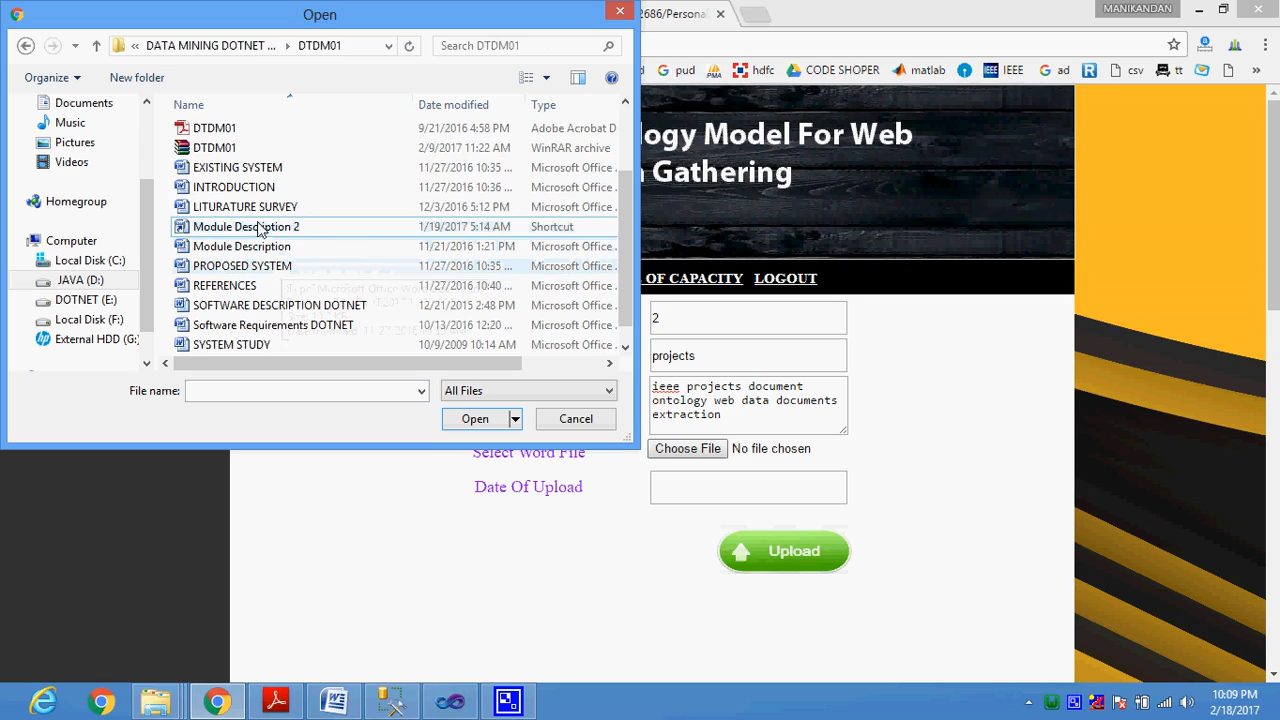 Open
2686/Persona
MANIKANDAN
DATA MINING DOTNET ...
DTDM01
Search DTDM01
Organize
New folder
pud
hdfc
CODE SHOPER
matlab
IEEE
ad
csv
tt
Name
Date modified
Type
Documents
Music
Pictures
Videos
Homegroup
Computer
Local Disk (C:)
JAVA (D:)
DOTNET (E:)
Local Disk (F:)
External HDD (G:)
DTDM01 9/21/2016 4:58 PM Adobe Acrobat D
DTDM01 2/9/2017 11:22 AM WinRAR archive
EXISTING SYSTEM 11/27/2016 10:35 ... Microsoft Office
INTRODUCTION 11/27/2016 10:36 ... Microsoft Office
LITURATURE SURVEY 12/3/2016 5:12 PM Microsoft Office
Module Description 2 1/19/2017 5:14 AM Shortcut
Module Description 11/21/2016 1:21 PM Microsoft Office
PROPOSED SYSTEM 11/27/2016 10:35 ... Microsoft Office
REFERENCES 11/27/2016 10:40 ... Microsoft Office
SOFTWARE DESCRIPTION DOTNET 12/21/2015 2:48 PM Microsoft Office
Software Requirements DOTNET 10/13/2016 12:20 ... Microsoft Office
SYSTEM STUDY 10/9/2009 10:14 AM Microsoft Office
File name:
All Files
Open
Cancel
logy Model For Web
Gathering
OF CAPACITY
LOGOUT
2
projects
ieee projects document
ontology web data documents
extraction
Select Word File
Choose File
No file chosen
Date Of Upload
Upload
10:09 PM
2/18/2017